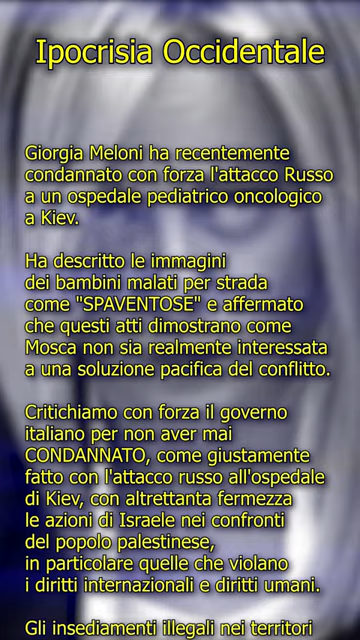 Ipocrisia Occidentale
Giorgia Meloni ha recentemente
condannato con forza l'attacco Russo
a un ospedale pediatrico oncologico
a Kiev.
Ha descritto le immagini
dei bambini malati per strada
come "SPAVENTOSE" e affermato
che questi atti dimostrano come
Mosca non sia realmente interessata
a una soluzione pacifica del conflitto.
Critichiamo con forza il governo
italiano per non aver mai
CONDANNATO, come giustamente
fatto con l'attacco russo all'ospedale
di Kiev, con altrettanta fermezza
le azioni di Israele nei confronti
del popolo palestinese,
in particolare quelle che violano
i diritti internazionali e diritti umani.
Gli insediamenti illegali nei territori